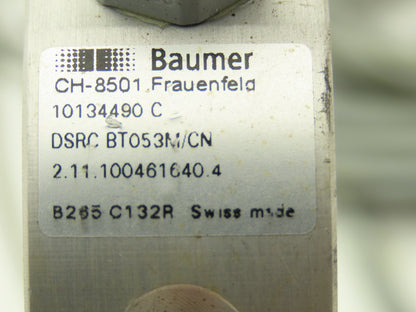 Baumer
CH-8501 Frauenfeld
10134490 C
DSRC BT053M/CN
2.11.100461640.4
B265 C132R Swiss made